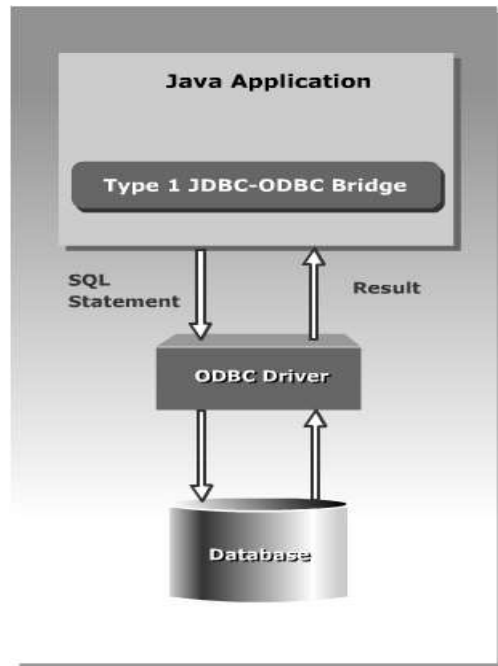 Java Application
Type 1 JDBC-ODBC Bridge
SQL
Statement
Result
ODBC Driver
Database